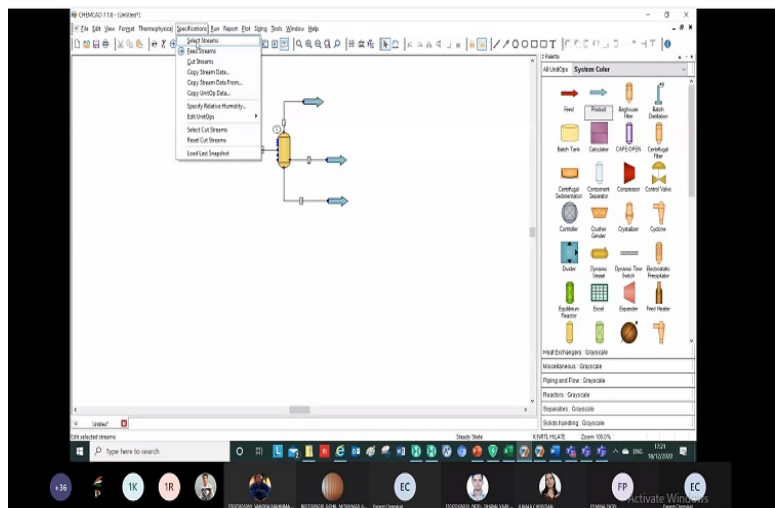 CHEMCAD 7.1.8 - [Untitled*]
File Edit View Format Thermophysical Specifications Run Report Plot Sizing Tools Window Help
Select Streams
Feed Streams
Cut Streams
Copy Stream Data...
Copy Stream Data From...
Copy UnitOp Data...
Specify Relative Humidity...
Edit UnitOps
Select Cut Streams
Reset Cut Streams
Load Last Snapshot
1
Palette
All UnitOps System Color
Feed Product Baghouse Filter Batch Distillation
Batch Tank Calculator CAPE-OPEN Centrifugal Filter
Centrifugal Sedimentation Component Separator Compressor Control Valve
Controller Crusher Grinder Crystallizer Cyclone
Divider Dynamic Vessel Dynamic Time Switch Electrostatic Precipitator
Equilibrium Reactor Excel Expander Fired Heater
Heat Exchangers : Grayscale
Miscellaneous : Grayscale
Piping and Flow : Grayscale
Reactors : Grayscale
Separators : Grayscale
Solids handling : Grayscale
Untitled*
Edit selected streams
Steady State
Zoom 100.0%
Type here to search
ENG
17:21
18/12/2020
+36
1K
1R
EC
FP
EC
Activate Windows